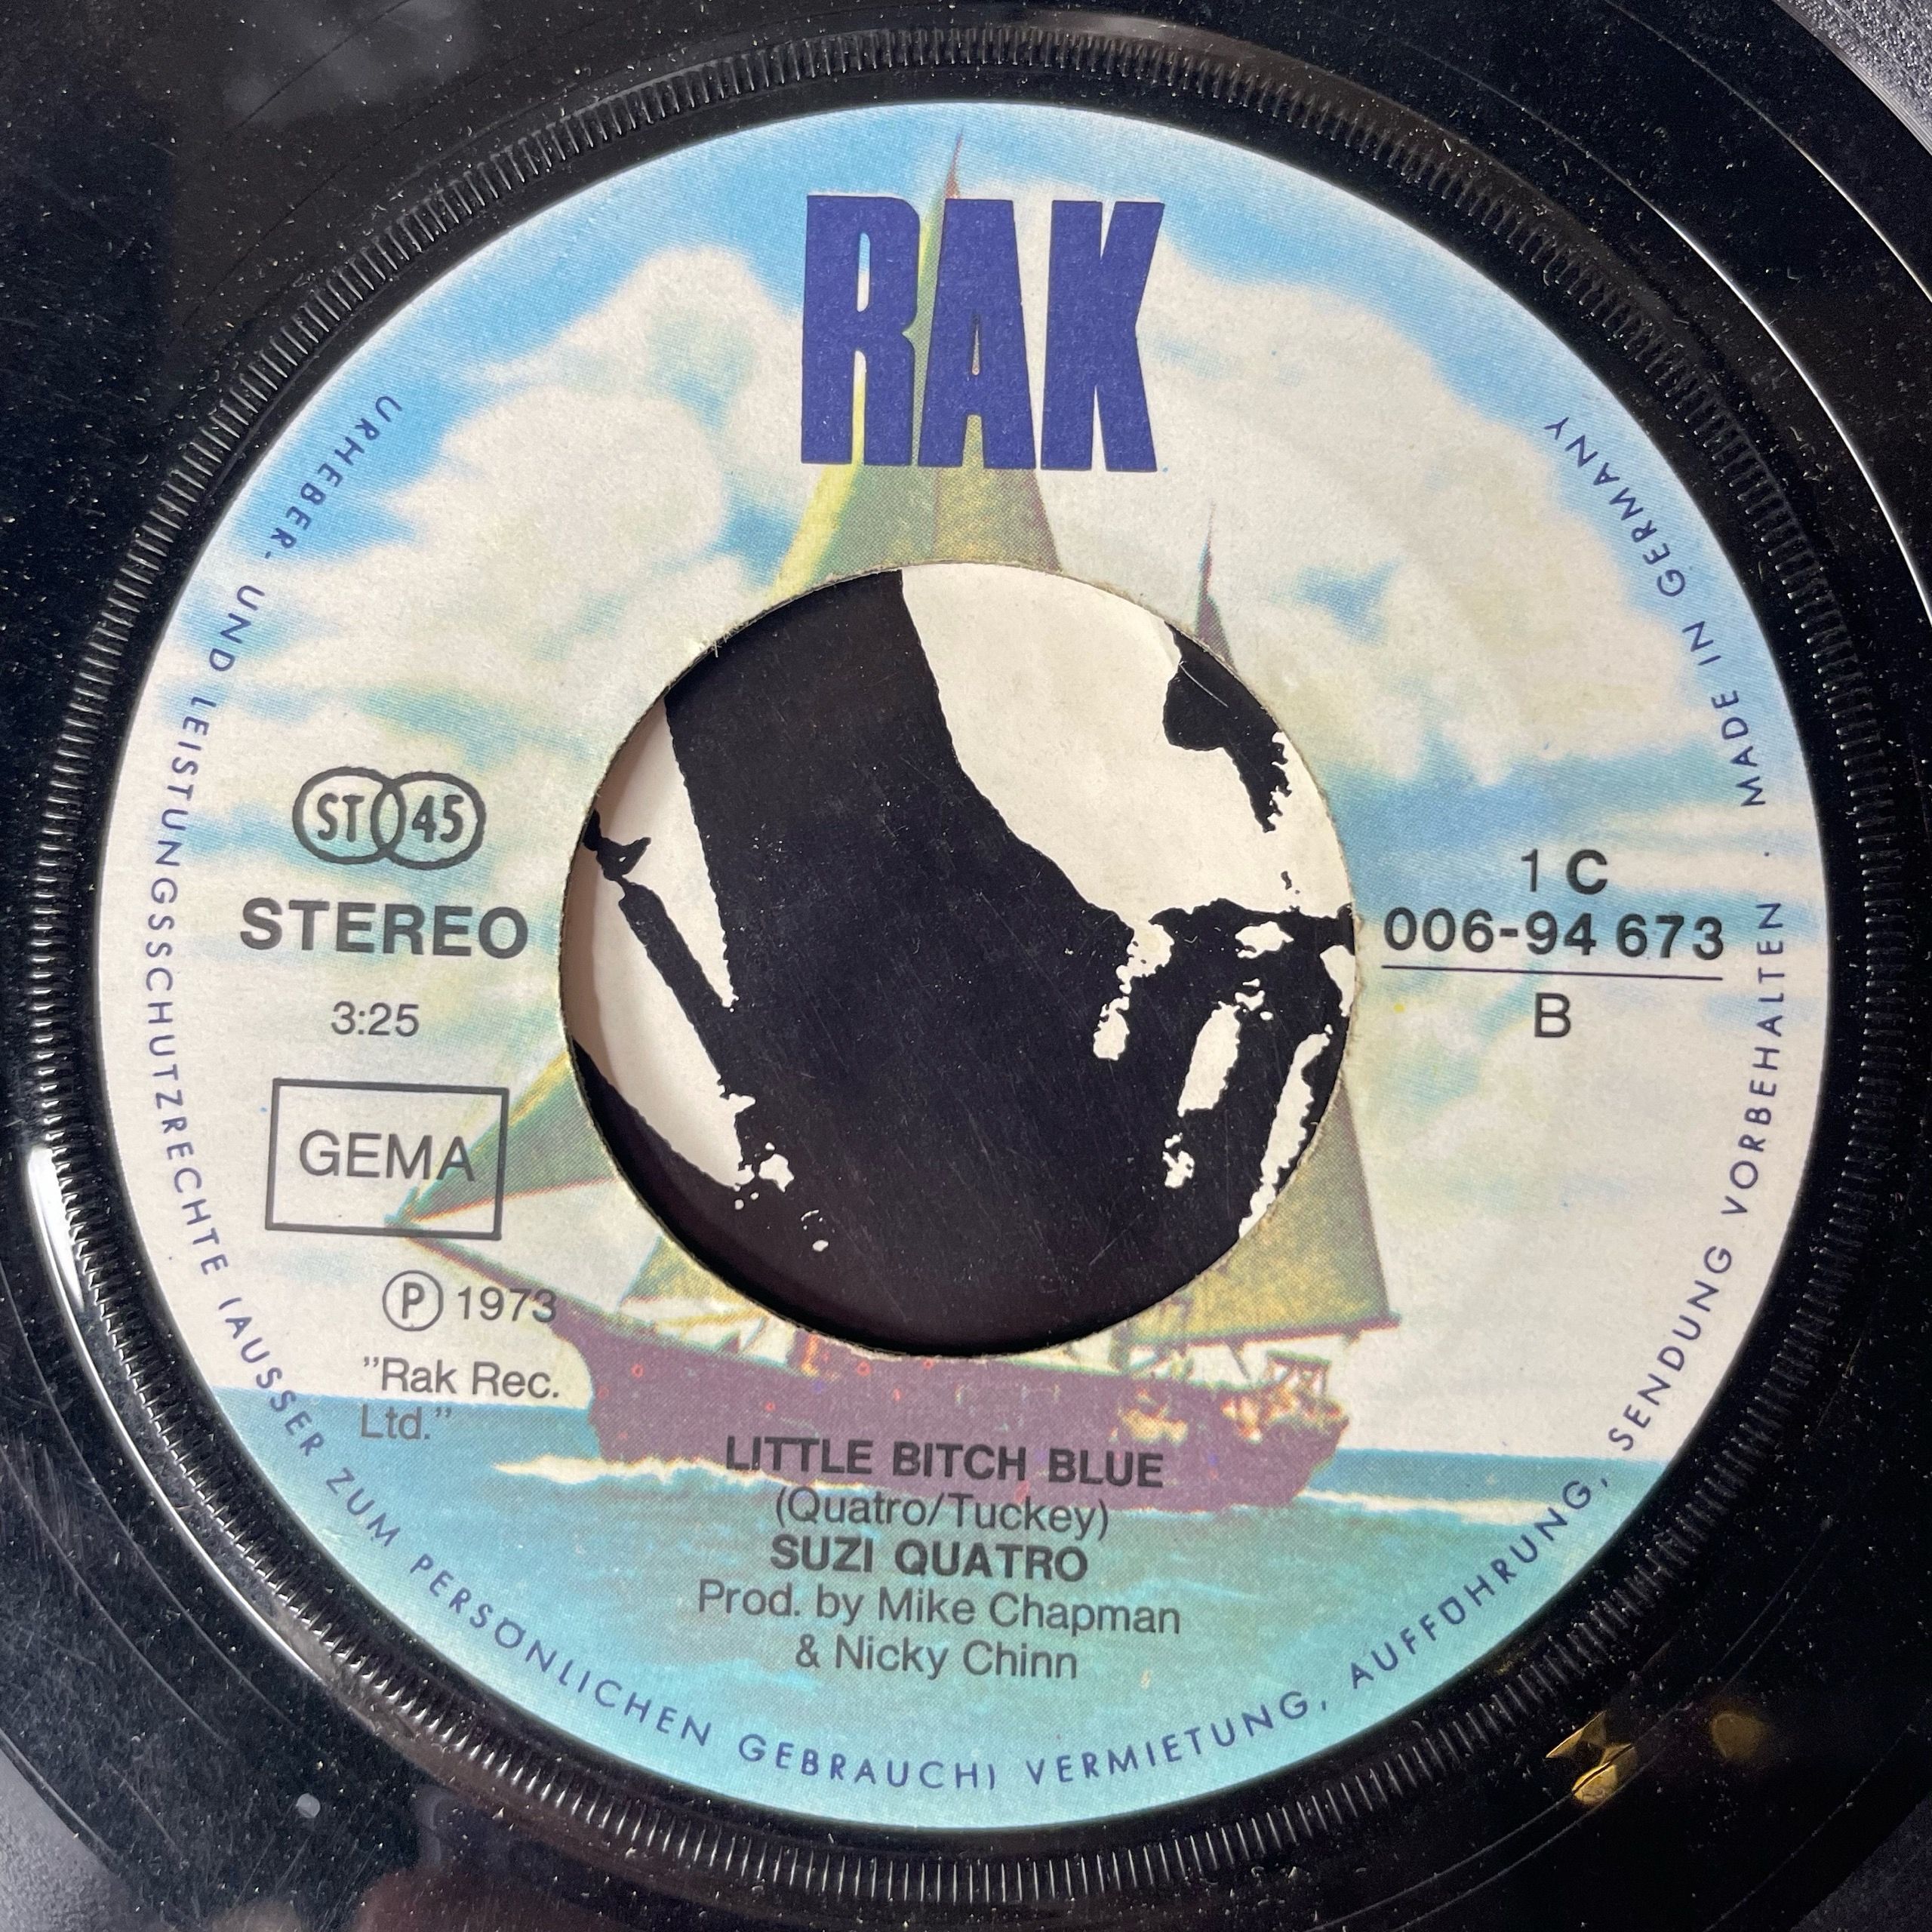 RAK
ST 45
STEREO
3:25
GEMA
Ⓟ 1973
"Rak Rec.
Ltd."
1 C
006-94 673
B
LITTLE BITCH BLUE
(Quatro/Tuckey)
SUZI QUATRO
Prod. by Mike Chapman
& Nicky Chinn
URHEBER- UND LEISTUNGSSCHUTZRECHTE (AUSSER ZUM PERSÖNLICHEN GEBRAUCH) VERMIETUNG, AUFFÜHRUNG, SENDUNG VORBEHALTEN · MADE IN GERMANY